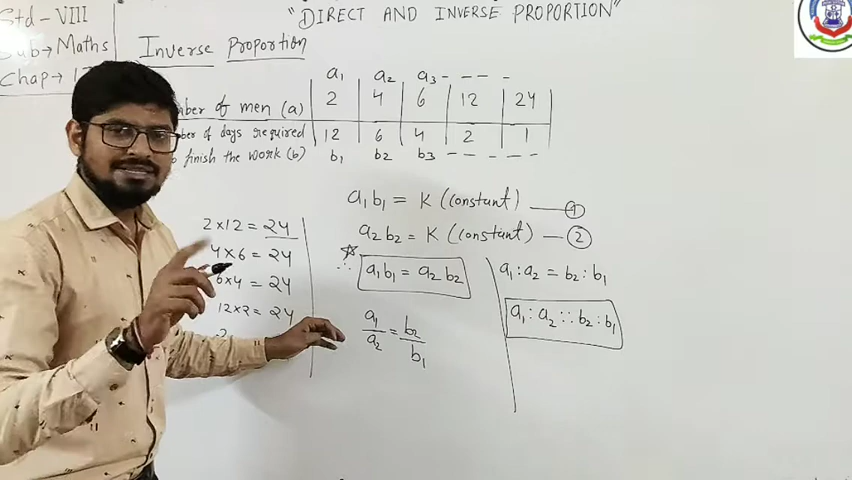 Std-VIII
"DIRECT AND INVERSE PROPORTION"
Sub→Maths
Inverse Proportion
Chap→1
a₁ a₂ a₃ - - - -
of men (a) 2 4 6 12 24
of days required 12 6 4 2 1
finish the work (b) b₁ b₂ b₃ - - - - -
a₁b₁ = K (constant) —①
2×12 = 24
a₂b₂ = K (constant) —②
4×6 = 24
6×4 = 24
12×2 = 24
☆
∴ a₁b₁ = a₂b₂
a₁/a₂ = b₂/b₁
a₁:a₂ = b₂:b₁
a₁:a₂ :: b₂:b₁